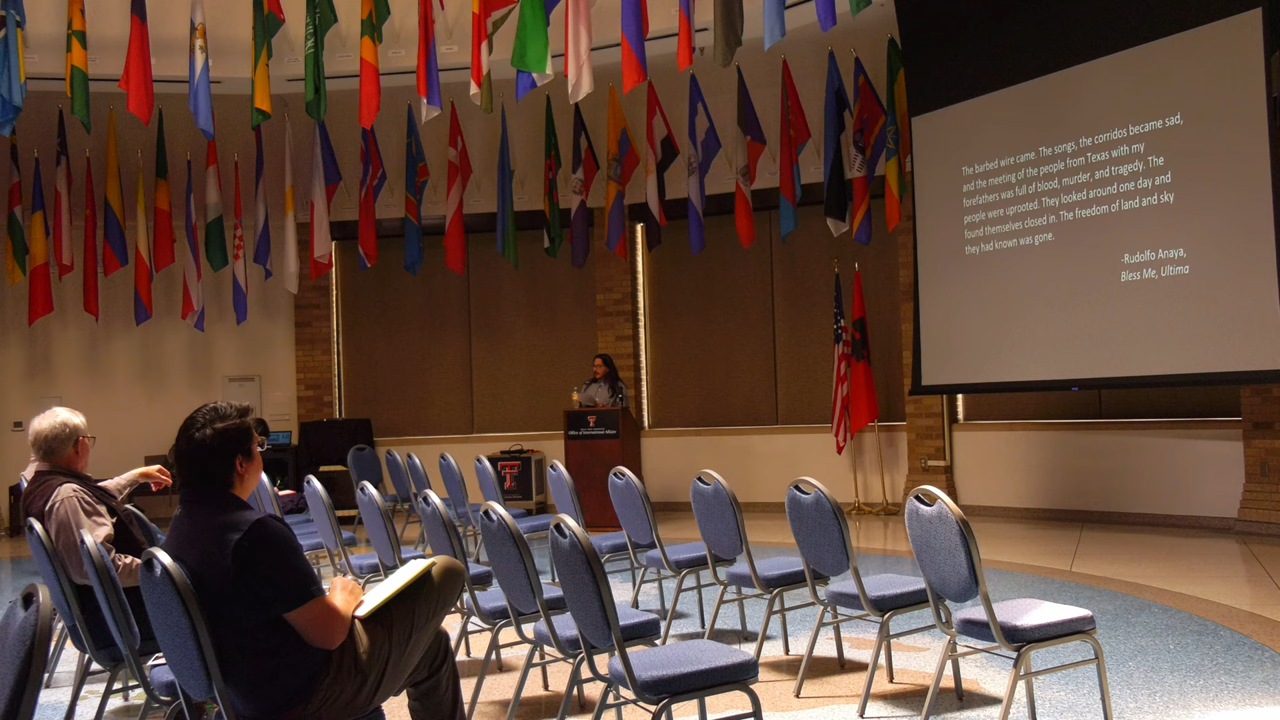 The barbed wire came. The songs, the corridos became sad,
and the meeting of the people from Texas with my
forefathers was full of blood, murder, and tragedy. The
people were uprooted. They looked around one day and
found themselves closed in. The freedom of land and sky
they had known was gone.
-Rudolfo Anaya,
Bless Me, Ultima
Office of International Affairs